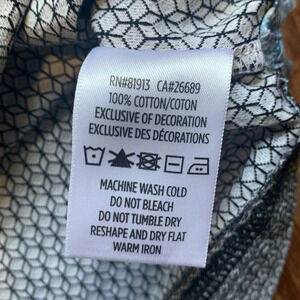 RN#81913 CA#26689
100% COTTON/COTON
EXCLUSIVE OF DECORATION
EXCLUSIVE DES DÉCORATIONS
MACHINE WASH COLD
DO NOT BLEACH
DO NOT TUMBLE DRY
RESHAPE AND DRY FLAT
WARM IRON